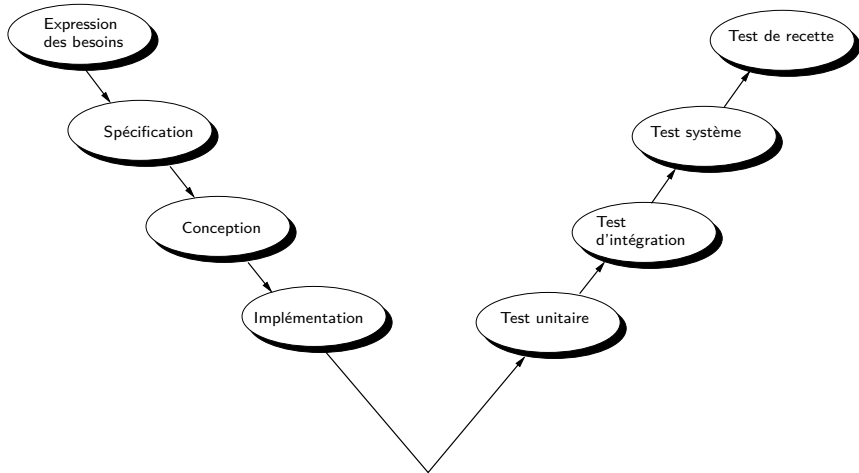 Expression
des besoins
Spécification
Conception
Implémentation
Test unitaire
Test
d'intégration
Test système
Test de recette